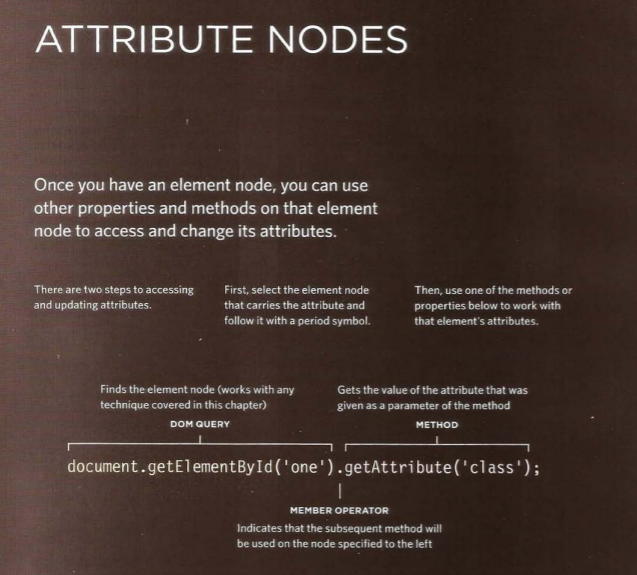 ATTRIBUTE NODES
Once you have an element node, you can use
other properties and methods on that element
node to access and change its attributes.
There are two steps to accessing
and updating attributes.
First, select the element node
that carries the attribute and
follow it with a period symbol.
Then, use one of the methods or
properties below to work with
that element's attributes.
Finds the element node (works with any
technique covered in this chapter)
DOM QUERY
Gets the value of the attribute that was
given as a parameter of the method
METHOD
document.getElementById('one').getAttribute('class');
MEMBER OPERATOR
Indicates that the subsequent method will
be used on the node specified to the left